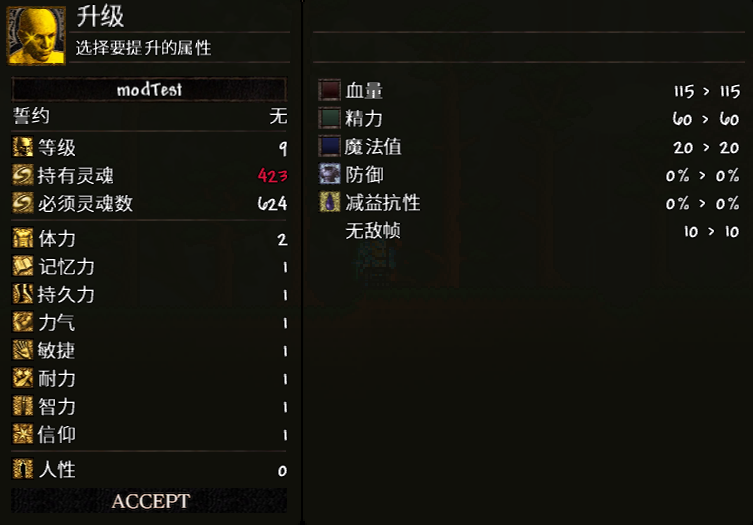 升级
选择要提升的属性
modTest
誓约 无
等级 9
持有灵魂 423
必须灵魂数 624
体力 2
记忆力 1
持久力 1
力气 1
敏捷 1
耐力 1
智力 1
信仰 1
人性 0
ACCEPT
血量 115 > 115
精力 60 > 60
魔法值 20 > 20
防御 0% > 0%
减益抗性 0% > 0%
无敌帧 10 > 10